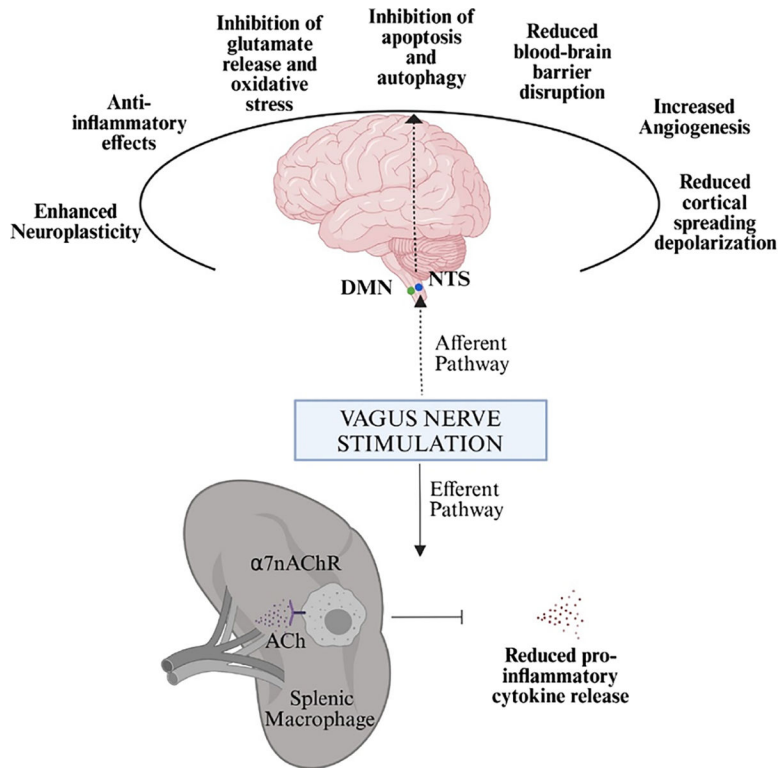 Inhibition of
glutamate
release and
oxidative
stress
Inhibition of
apoptosis
and
autophagy
Reduced
blood-brain
barrier
disruption
Anti-
inflammatory
effects
Increased
Angiogenesis
Enhanced
Neuroplasticity
Reduced
cortical
spreading
depolarization
DMN
NTS
Afferent
Pathway
VAGUS NERVE
STIMULATION
Efferent
Pathway
α7nAChR
ACh
Splenic
Macrophage
Reduced pro-
inflammatory
cytokine release